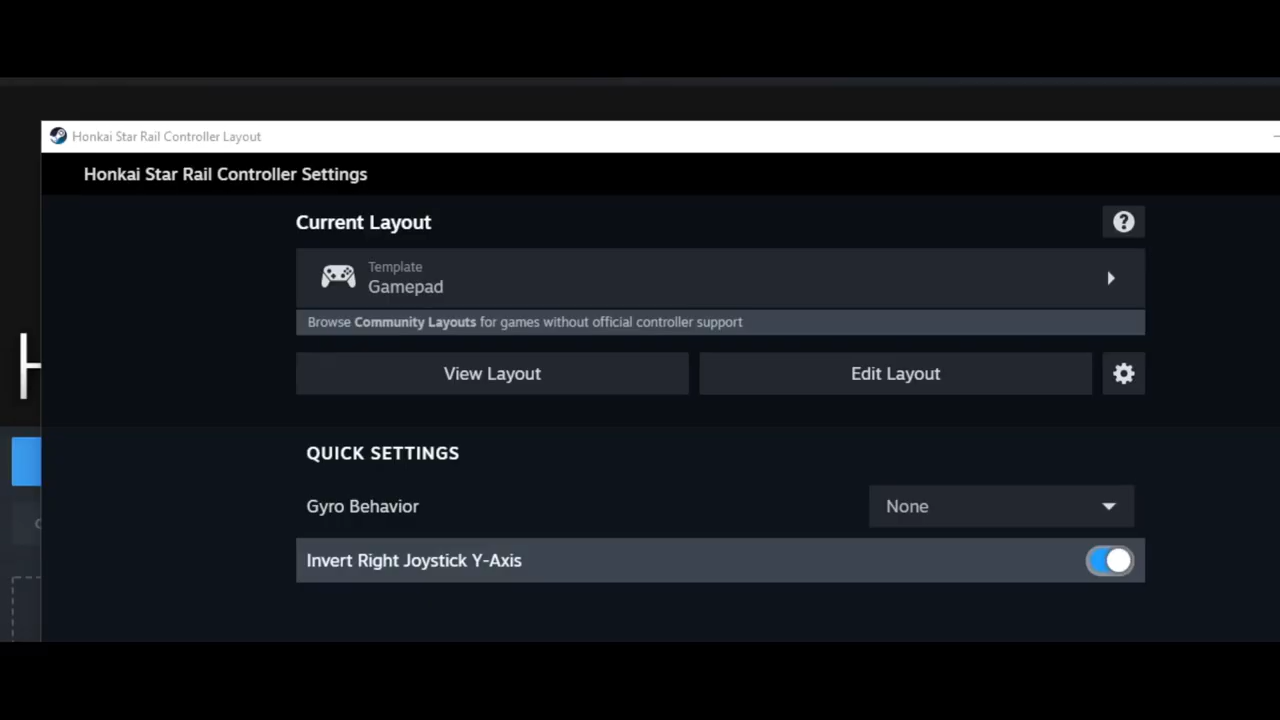 Honkai Star Rail Controller Layout
Honkai Star Rail Controller Settings
Current Layout
Template
Gamepad
Browse Community Layouts for games without official controller support
View Layout
Edit Layout
QUICK SETTINGS
Gyro Behavior
None
Invert Right Joystick Y-Axis
H